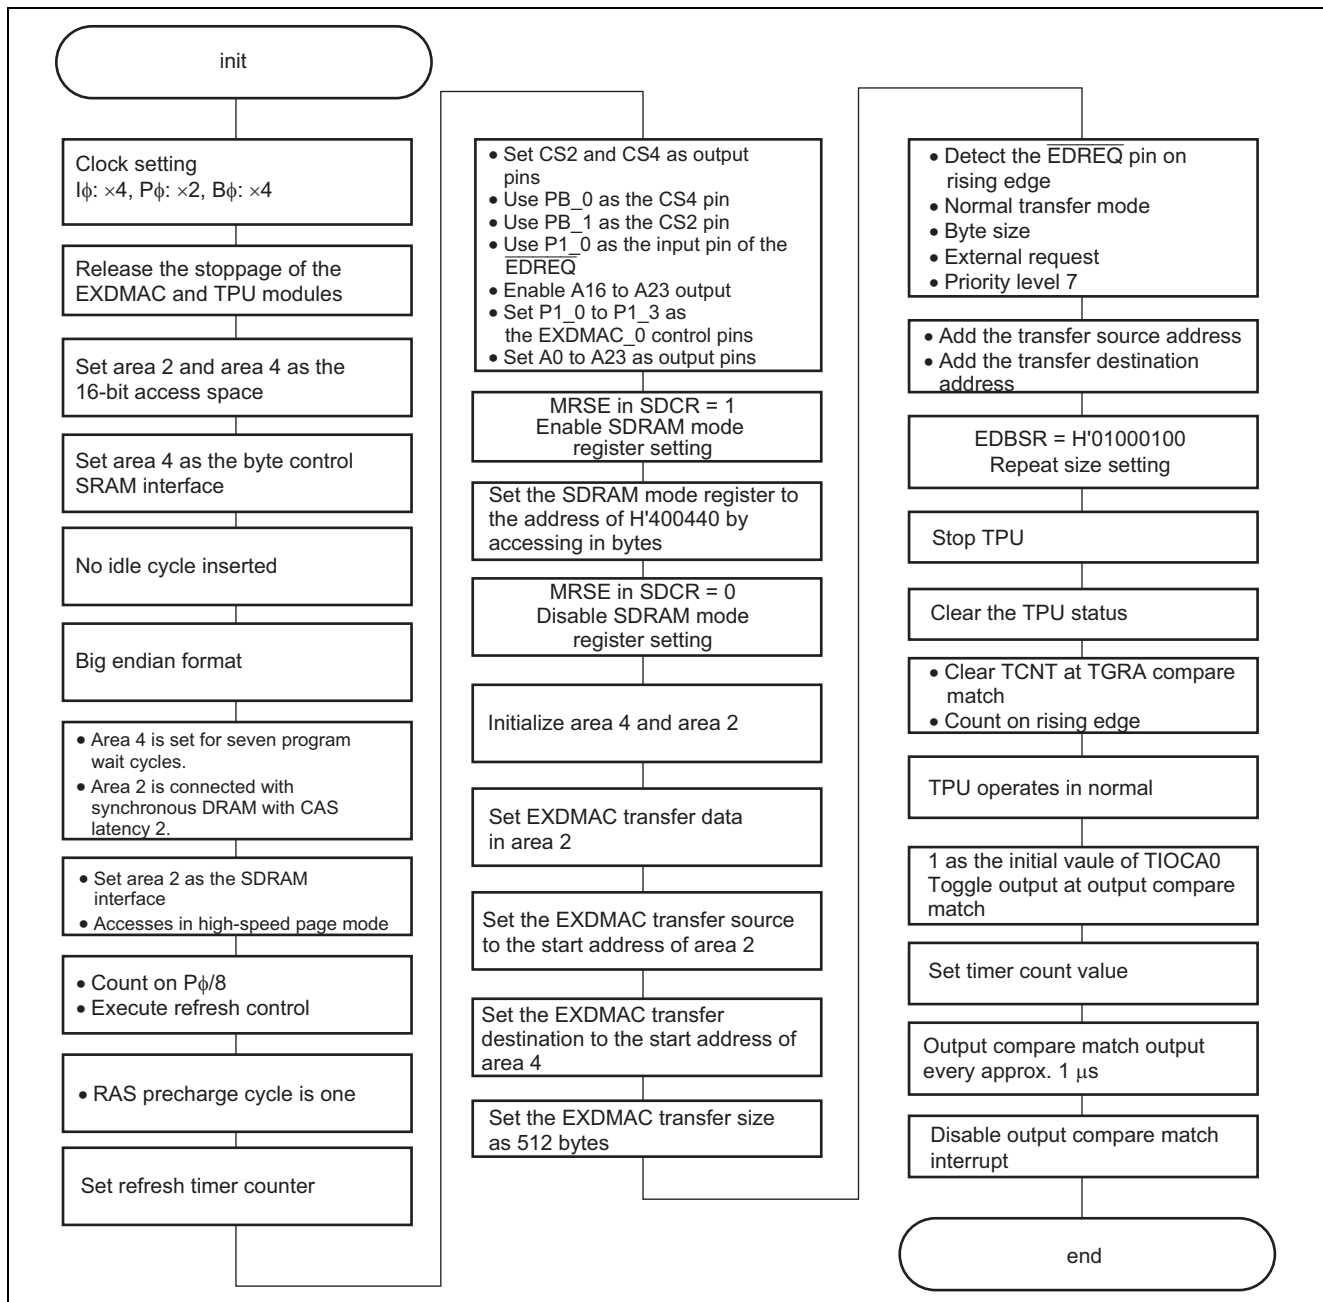 init
Clock setting
Iϕ: ×4, Pϕ: ×2, Bϕ: ×4
Release the stoppage of the
EXDMAC and TPU modules
Set area 2 and area 4 as the
16-bit access space
Set area 4 as the byte control
SRAM interface
No idle cycle inserted
Big endian format
• Area 4 is set for seven program
wait cycles.
• Area 2 is connected with
synchronous DRAM with CAS
latency 2.
• Set area 2 as the SDRAM
interface
• Accesses in high-speed page mode
• Count on Pϕ/8
• Execute refresh control
• RAS precharge cycle is one
Set refresh timer counter
• Set CS2 and CS4 as output
pins
• Use PB_0 as the CS4 pin
• Use PB_1 as the CS2 pin
• Use P1_0 as the input pin of the
EDREQ
• Enable A16 to A23 output
• Set P1_0 to P1_3 as
the EXDMAC_0 control pins
• Set A0 to A23 as output pins
MRSE in SDCR = 1
Enable SDRAM mode
register setting
Set the SDRAM mode register to
the address of H'400440 by
accessing in bytes
MRSE in SDCR = 0
Disable SDRAM mode
register setting
Initialize area 4 and area 2
Set EXDMAC transfer data
in area 2
Set the EXDMAC transfer source
to the start address of area 2
Set the EXDMAC transfer
destination to the start address of
area 4
Set the EXDMAC transfer size
as 512 bytes
• Detect the EDREQ pin on
rising edge
• Normal transfer mode
• Byte size
• External request
• Priority level 7
• Add the transfer source address
• Add the transfer destination
address
EDBSR = H'01000100
Repeat size setting
Stop TPU
Clear the TPU status
• Clear TCNT at TGRA compare
match
• Count on rising edge
TPU operates in normal
1 as the initial vaule of TIOCA0
Toggle output at output compare
match
Set timer count value
Output compare match output
every approx. 1 μs
Disable output compare match
interrupt
end